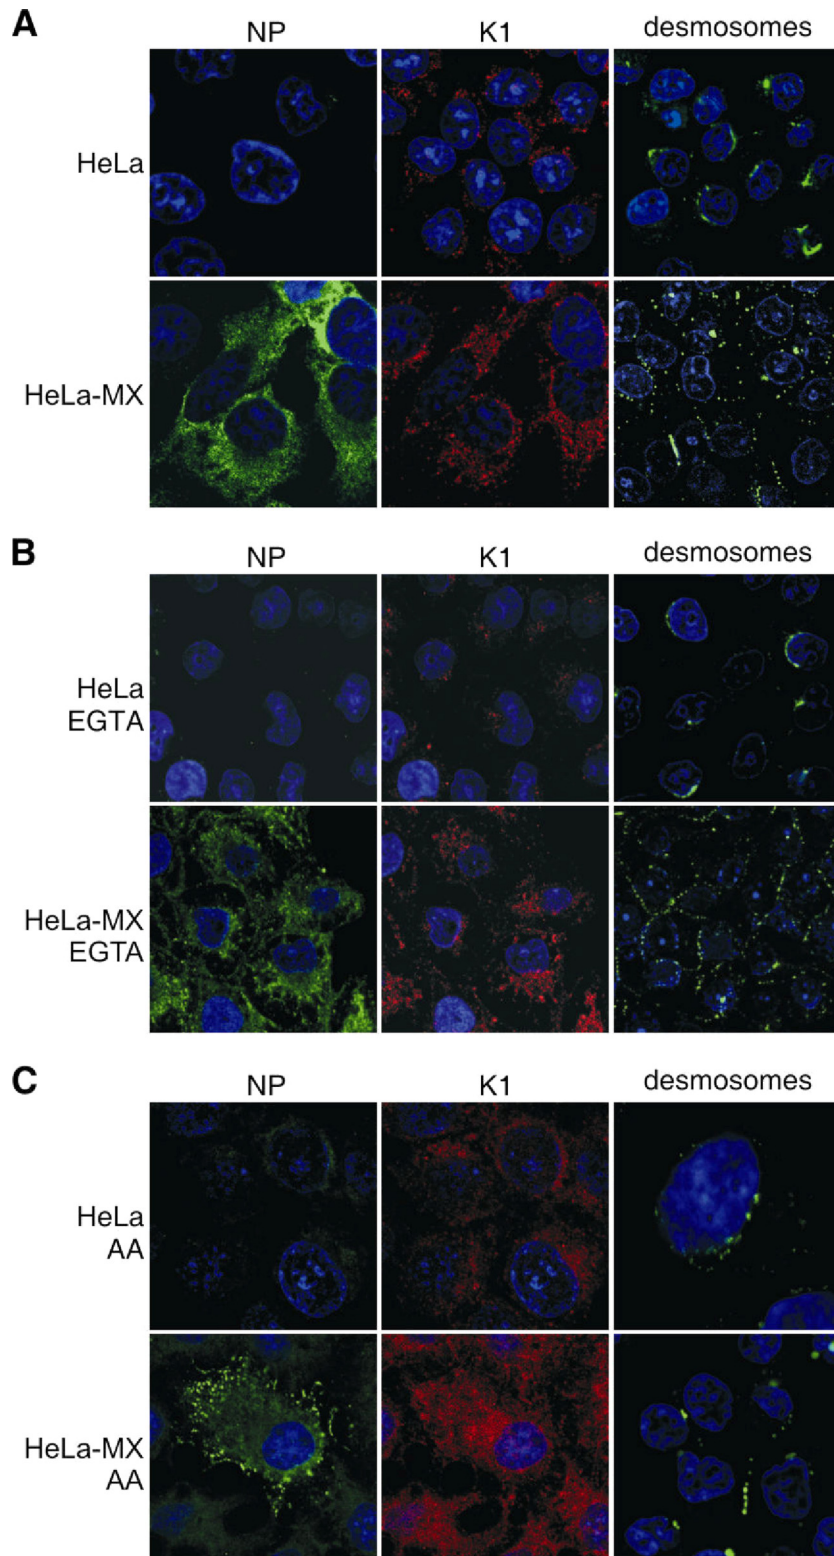 A
NP K1 desmosomes
HeLa
HeLa-MX
B
NP K1 desmosomes
HeLa
EGTA
HeLa-MX
EGTA
C
NP K1 desmosomes
HeLa
AA
HeLa-MX
AA